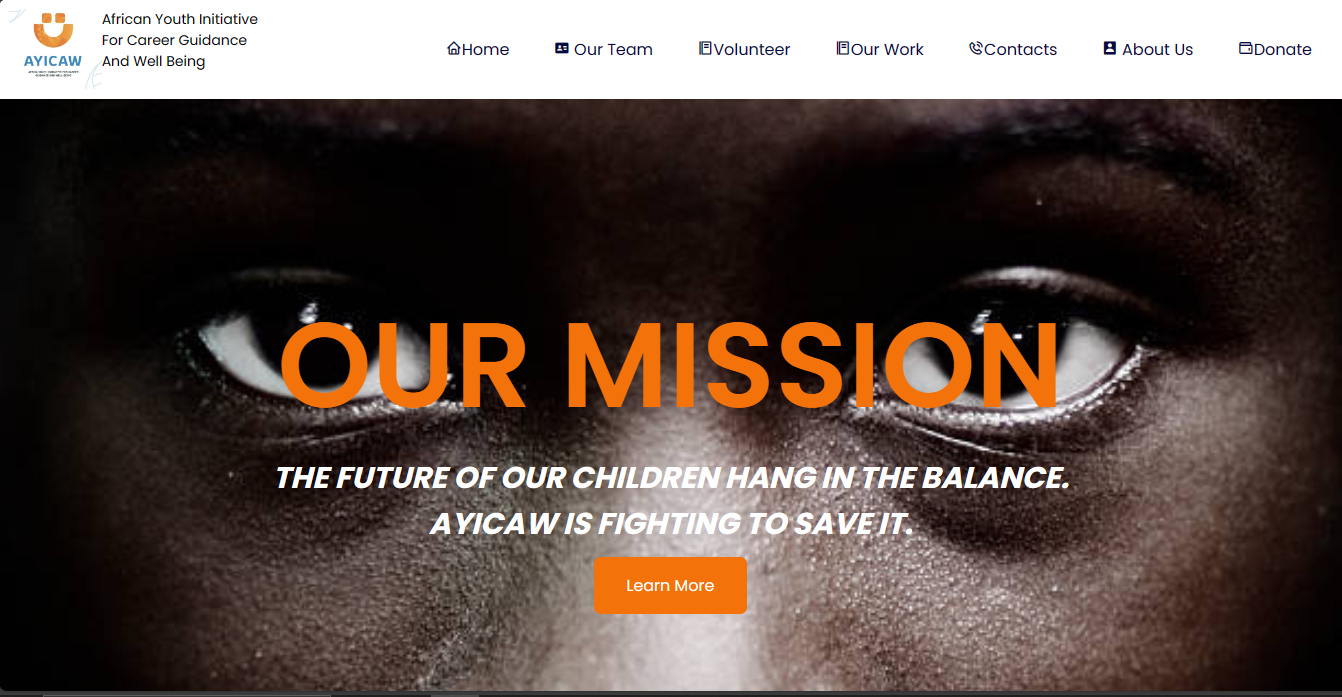 African Youth Initiative
For Career Guidance
And Well Being
AYICAW
Home Our Team Volunteer Our Work Contacts About Us Donate
OUR MISSION
THE FUTURE OF OUR CHILDREN HANG IN THE BALANCE.
AYICAW IS FIGHTING TO SAVE IT.
Learn More